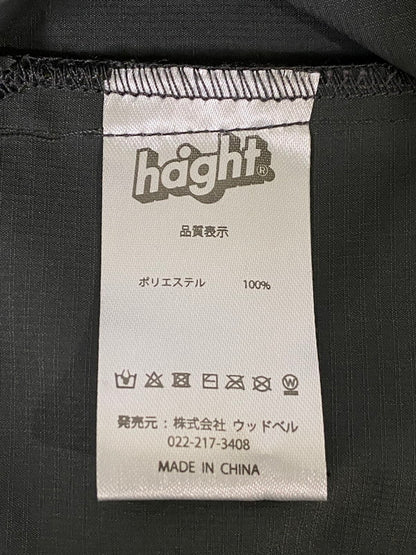 haight®
品質表示
ポリエステル 100%
発売元：株式会社 ウッドベル
022-217-3408
MADE IN CHINA